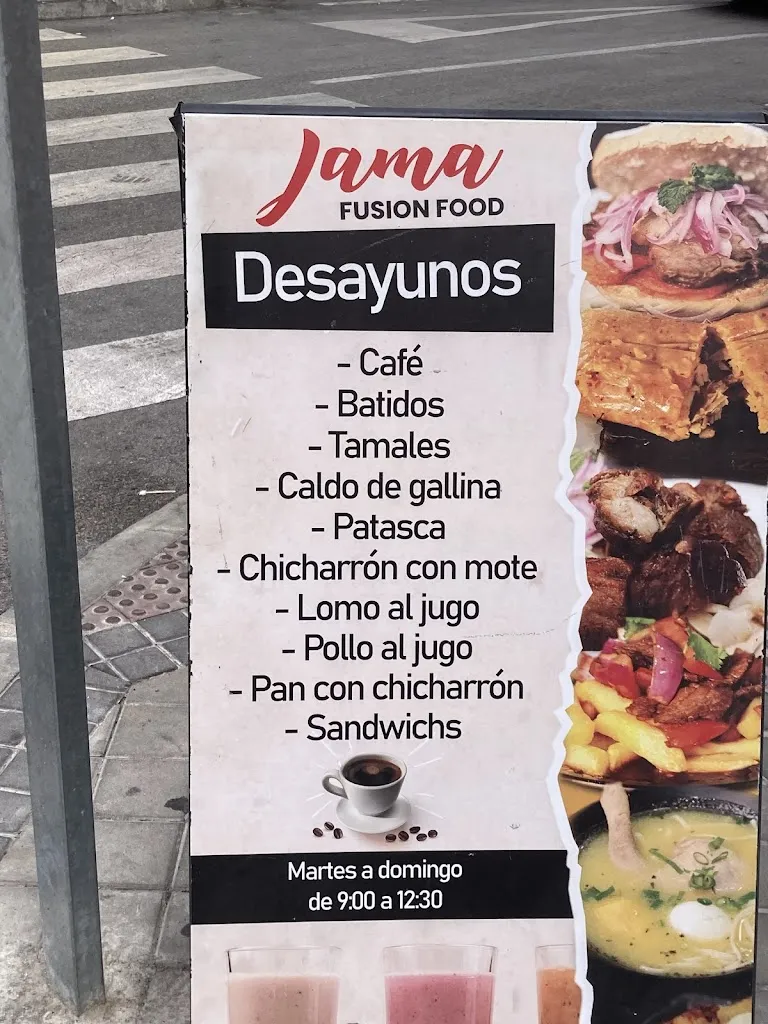 Jama
FUSION FOOD
Desayunos
- Café
- Batidos
- Tamales
- Caldo de gallina
- Patasca
- Chicharrón con mote
- Lomo al jugo
- Pollo al jugo
- Pan con chicharrón
- Sandwichs
Martes a domingo
de 9:00 a 12:30